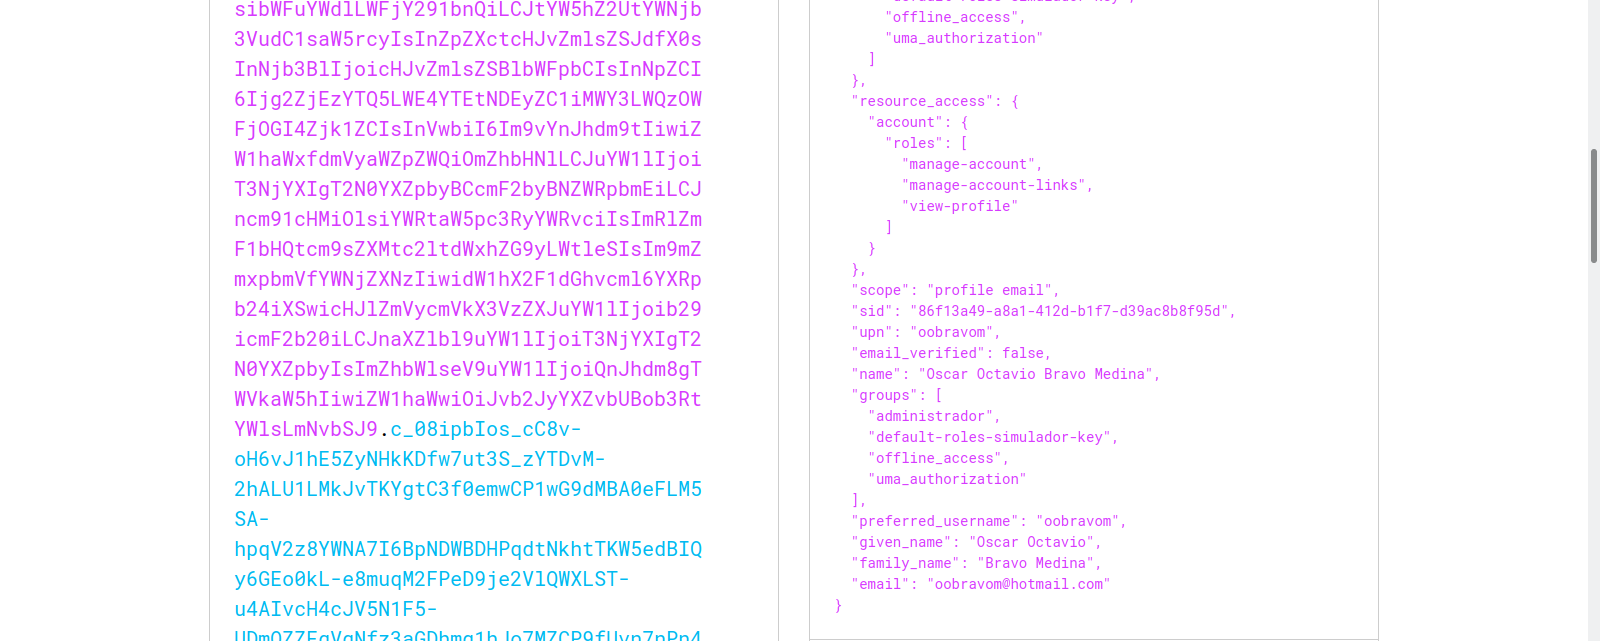 sibWFuYWdlLWFjY291bnQiLCJtYW5hZ2UtYWNjb
3VudC1saW5rcyIsInZpZXctcHJvZmlsZSJdfX0s
InNjb3BlIjoicHJvZmlsZSBlbWFpbCIsInNpZCI
6Ijg2ZjEzYTQ5LWE4YTEtNDEyZC1iMWY3LWQzOW
FjOGI4Zjk1ZCIsInVwbiI6Im9vYnJhdm9tIiwiZ
W1haWxfdmVyaWZpZWQiOmZhbHNlLCJuYW1lIjoi
T3NjYXIgT2N0YXZpbyBCcmF2byBNZWRpbmEiLCJ
ncm91cHMiOlsiYWRtaW5pc3RyYWRvciIsImRlZm
F1bHQtcm9sZXMtc2ltdWxhZG9yLWtleSIsIm9mZ
mxpbmVfYWNjZXNzIiwidW1hX2F1dGhvcml6YXRp
b24iXSwicHJlZmVycmVkX3VzZXJuYW1lIjoib29
icmF2b20iLCJnaXZlbl9uYW1lIjoiT3NjYXIgT2
N0YXZpbyIsImZhbWlseV9uYW1lIjoiQnJhdm8gT
WVkaW5hIiwiZW1haWwiOiJvb2JyYXZvbUBob3Rt
YWlsLmNvbSJ9.c_08ipbIos_cC8v-
oH6vJ1hE5ZyNHkKDfw7ut3S_zYTDvM-
2hALU1LMkJvTKYgtC3f0emwCP1wG9dMBA0eFLM5
SA-
hpqV2z8YWNA7I6BpNDWBDHPqdtNkhtTKW5edBIQ
y6GEo0kL-e8muqM2FPeD9je2VlQWXLST-
u4AIvcH4cJV5N1F5-
"offline_access",
"uma_authorization"
]
},
"resource_access": {
"account": {
"roles": [
"manage-account",
"manage-account-links",
"view-profile"
]
}
},
"scope": "profile email",
"sid": "86f13a49-a8a1-412d-b1f7-d39ac8b8f95d",
"upn": "oobravom",
"email_verified": false,
"name": "Oscar Octavio Bravo Medina",
"groups": [
"administrador",
"default-roles-simulador-key",
"offline_access",
"uma_authorization"
],
"preferred_username": "oobravom",
"given_name": "Oscar Octavio",
"family_name": "Bravo Medina",
"email": "oobravom@hotmail.com"
}